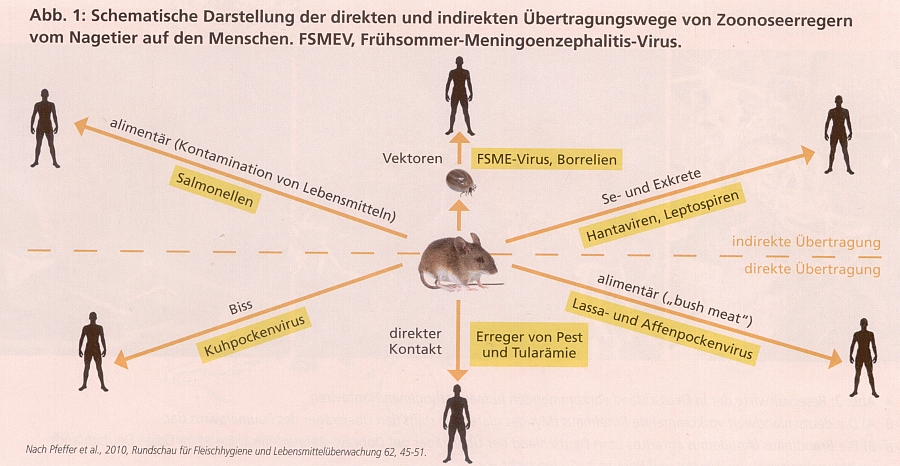 Abb. 1: Schematische Darstellung der direkten und indirekten Übertragungswege von Zoonoseerregern
vom Nagetier auf den Menschen. FSMEV, Frühsommer-Meningoenzephalitis-Virus.
alimentär (Kontamination von Lebensmitteln)
Salmonellen
Vektoren
FSME-Virus, Borrelien
Se- und Exkrete
Hantaviren, Leptospiren
indirekte Übertragung
direkte Übertragung
Biss
Kuhpockenvirus
direkter
Kontakt
Erreger von Pest
und Tularämie
alimentär („bush meat“)
Lassa- und Affenpockenvirus
Nach Pfeffer et al., 2010, Rundschau für Fleischhygiene und Lebensmittelüberwachung 62, 45-51.